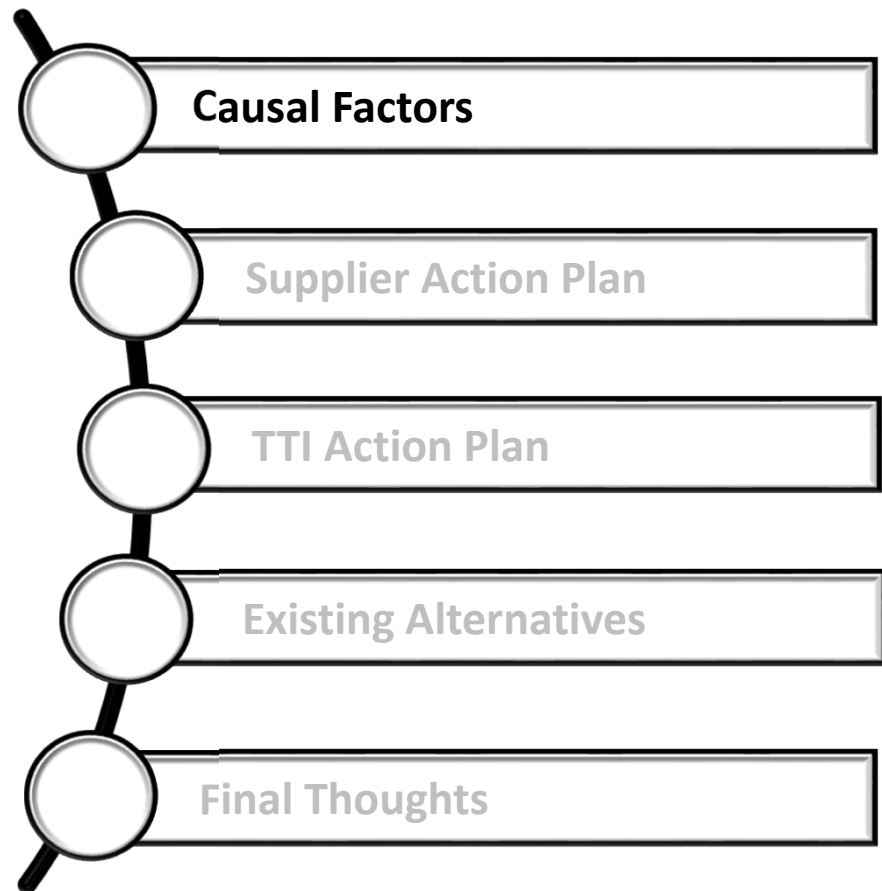 Causal Factors
Supplier Action Plan
TTI Action Plan
Existing Alternatives
Final Thoughts